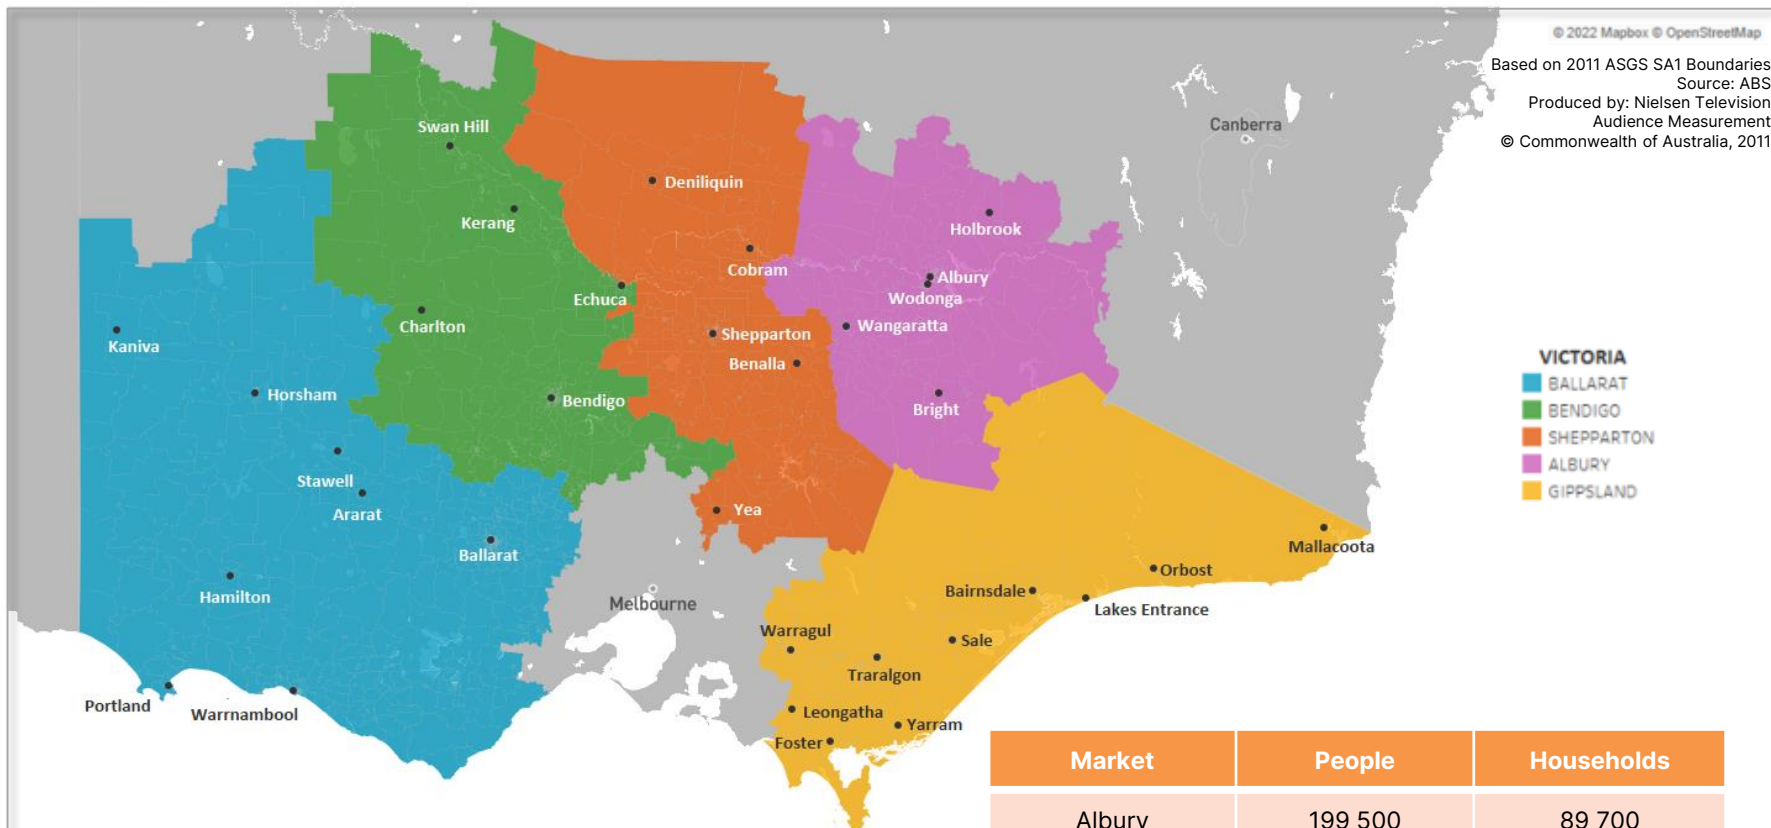 © 2022 Mapbox © OpenStreetMap
Based on 2011 ASGS SA1 Boundaries
Source: ABS
Produced by: Nielsen Television
Audience Measurement
© Commonwealth of Australia, 2011
Canberra
Swan Hill
Deniliquin
Kerang
Holbrook
Cobram
Albury
Echuca
Wodonga
Charlton
Shepparton
Wangaratta
Kaniva
Benalla
Horsham
Bendigo
Bright
Stawell
Ararat
Yea
Ballarat
Mallacoota
Hamilton
Melbourne
Bairnsdale
Orbost
Lakes Entrance
Warragul
Sale
Traralgon
Portland
Warrnambool
Leongatha
Yarram
Foster
VICTORIA
BALLARAT
BENDIGO
SHEPPARTON
ALBURY
GIPPSLAND
Market People Households
Albury 199 500 89 700